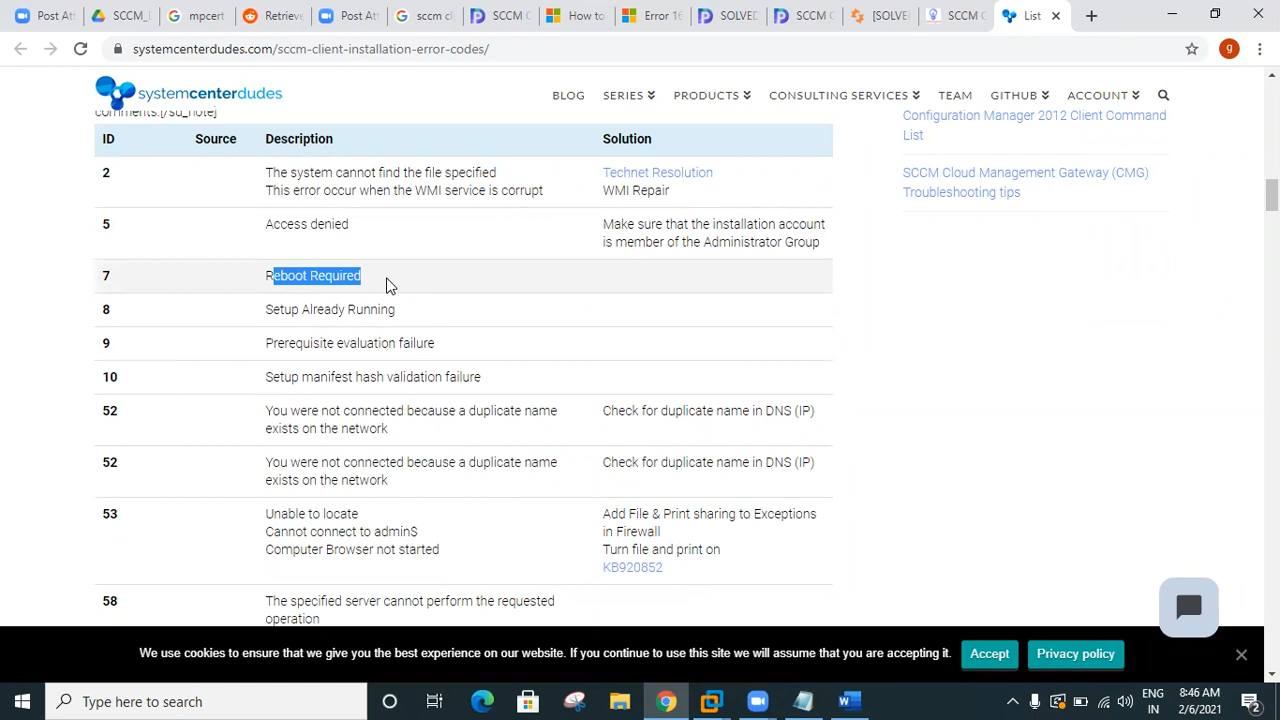 Post Att
SCCM_D
mpcert
Retriev
Post Att
sccm cl
SCCM C
How to
Error 16
SOLVED
SCCM C
[SOLVE
SCCM C
List
systemcenterdudes.com/sccm-client-installation-error-codes/
g
systemcenterdudes
BLOG SERIES PRODUCTS CONSULTING SERVICES TEAM GITHUB ACCOUNT
comments.[/sd_note]
Configuration Manager 2012 Client Command
List
SCCM Cloud Management Gateway (CMG)
Troubleshooting tips
ID Source Description Solution
2 The system cannot find the file specified Technet Resolution
This error occur when the WMI service is corrupt WMI Repair
5 Access denied Make sure that the installation account
is member of the Administrator Group
7 Reboot Required
8 Setup Already Running
9 Prerequisite evaluation failure
10 Setup manifest hash validation failure
52 You were not connected because a duplicate name Check for duplicate name in DNS (IP)
exists on the network
52 You were not connected because a duplicate name Check for duplicate name in DNS (IP)
exists on the network
53 Unable to locate Add File & Print sharing to Exceptions
Cannot connect to admin$ in Firewall
Computer Browser not started Turn file and print on
KB920852
58 The specified server cannot perform the requested
operation
We use cookies to ensure that we give you the best experience on our website. If you continue to use this site we will assume that you are accepting it. Accept Privacy policy
Type here to search
ENG
IN
8:46 AM
2/6/2021
2